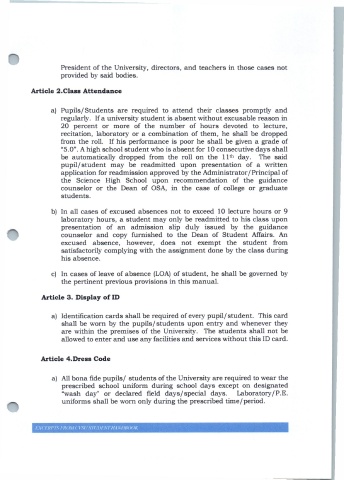 President of the University, directors, and teachers in those cases not
provided by said bodies.
Article 2.Class Attendance
a) Pupils/Students are required to attend their classes promptly and
regularly. If a university student is absent without excusable reason in
20 percent or more of the number of hours devoted to lecture,
recitation, laboratory or a combination of them, he shall be dropped
from the roll. If his performance is poor he shall be given a grade of
"5.0". A high school student who is absent for 10 consecutive days shall
be automatically dropped from the roll on the 11th day. The said
pupil/student may be readmitted upon presentation of a written
application for readmission approved by the Administrator/Principal of
the Science High School upon recommendation of the guidance
counselor or the Dean of OSA, in the case of college or graduate
students.
b) In all cases of excused absences not to exceed 10 lecture hours or 9
laboratory hours, a student may only be readmitted to his class upon
presentation of an admission slip duly issued by the guidance
counselor and copy furnished to the Dean of Student Affairs. An
excused absence, however, does not exempt the student from
satisfactorily complying with the assignment done by the class during
his absence.
c) In cases of leave of absence (LOA) of student, he shall be governed by
the pertinent previous provisions in this manual.
Article 3. Display of ID
a) Identification cards shall be required of every pupil/student. This card
shall be worn by the pupils/students upon entry and whenever they
are within the premises of the University. The students shall not be
allowed to enter and use any facilities and services without this ID card.
Article 4.Dress Code
a) All bona fide pupils/ students of the University are required to wear the
prescribed school uniform during school days except on designated
"wash day" or declared field days/special days. Laboratory/P.E.
uniforms shall be worn only during the prescribed time/period.
EXCERPTS FROM STUDENT HANDBOOK